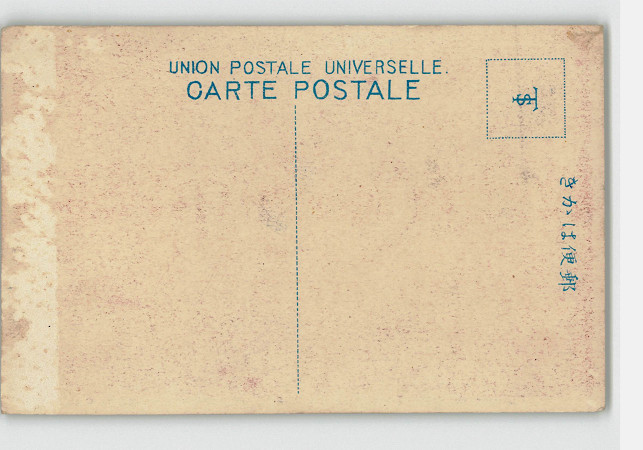 UNION POSTALE UNIVERSELLE.
CARTE POSTALE
きかは便郵